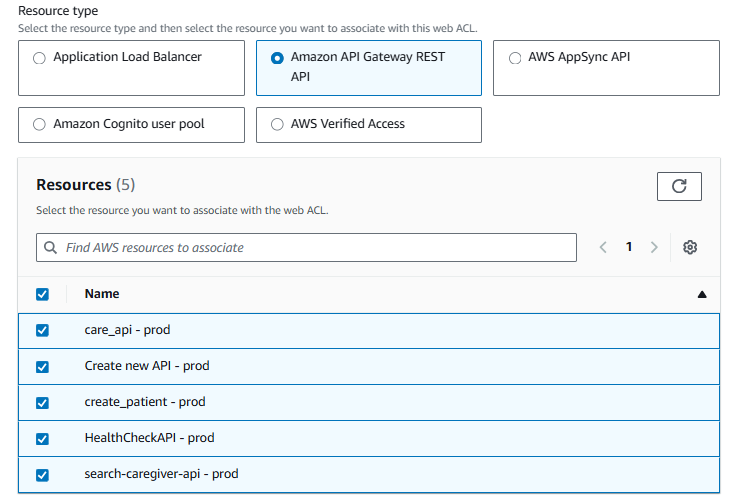 Resource type
Select the resource type and then select the resource you want to associate with this web ACL.
Application Load Balancer
Amazon API Gateway REST
API
AWS AppSync API
Amazon Cognito user pool
AWS Verified Access
Resources (5)
Select the resource you want to associate with the web ACL.
Find AWS resources to associate
1
Name
care_api - prod
Create new API - prod
create_patient - prod
HealthCheckAPI - prod
search-caregiver-api - prod